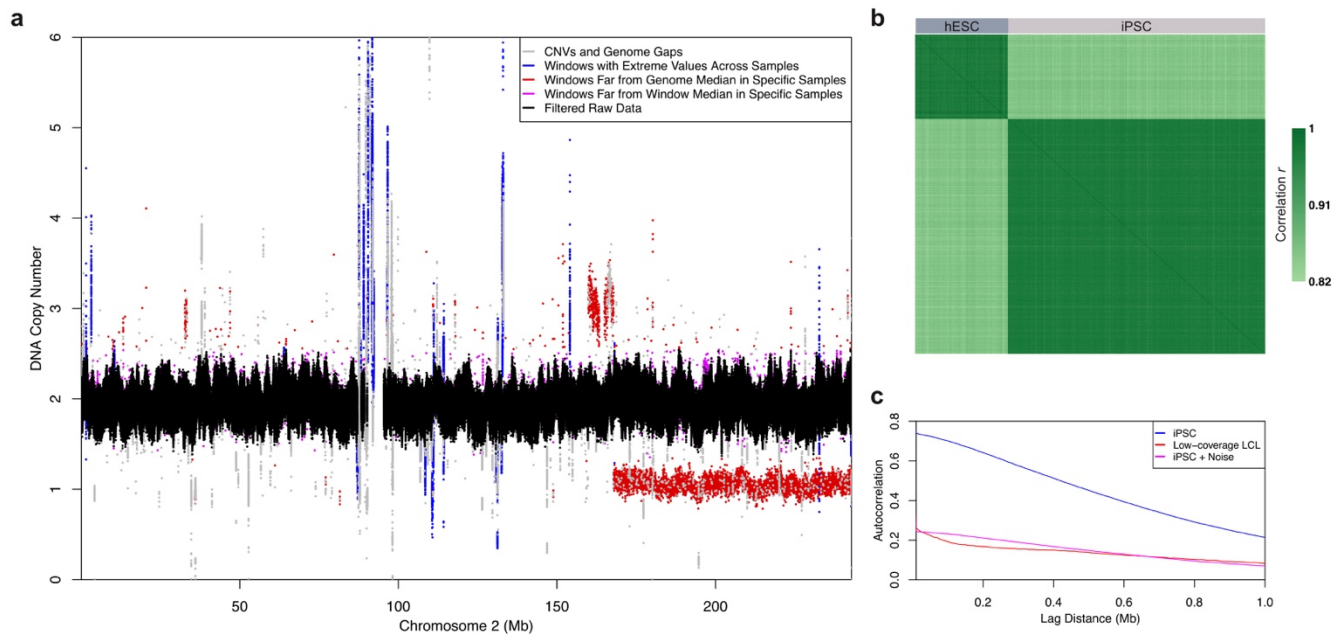 a
DNA Copy Number
6
5
4
3
2
1
0
CNVs and Genome Gaps
Windows with Extreme Values Across Samples
Windows Far from Genome Median in Specific Samples
Windows Far from Window Median in Specific Samples
Filtered Raw Data
50 100 150 200
Chromosome 2 (Mb)
b
hESC iPSC
1
0.91
0.82
Correlation r
c
Autocorrelation
0.8
0.6
0.4
0.2
0.0
iPSC
Low−coverage LCL
iPSC + Noise
0.2 0.4 0.6 0.8 1.0
Lag Distance (Mb)